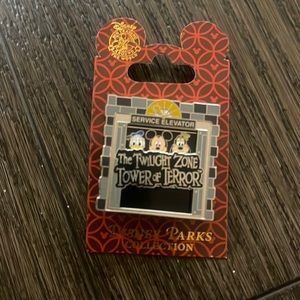 SERVICE ELEVATOR
The TWILIGHT ZONE
TOWER OF TERROR
DISNEY PARKS
COLLECTION